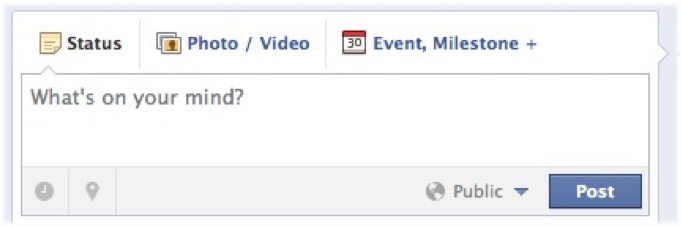 Status Photo / Video 30 Event, Milestone +
What's on your mind?
Public Post